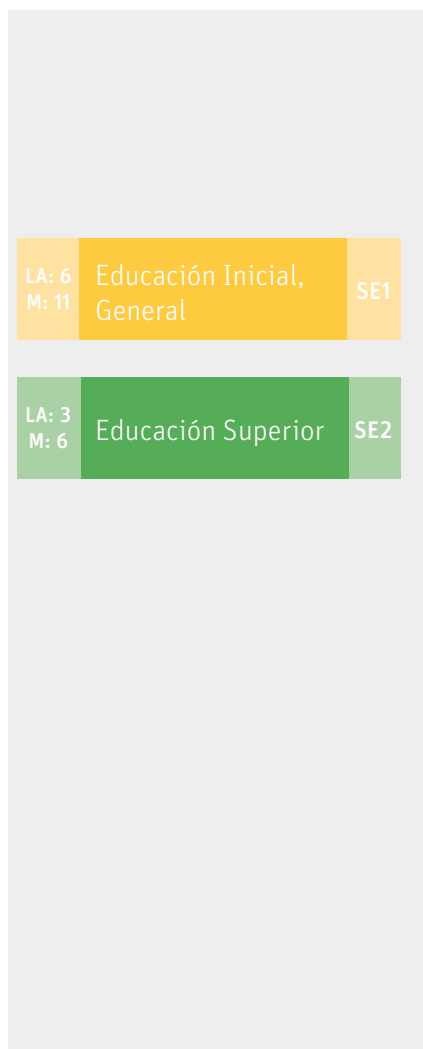 LA: 6
M: 11
Educación Inicial,
General
SE1
LA: 3
M: 6
Educación Superior
SE2